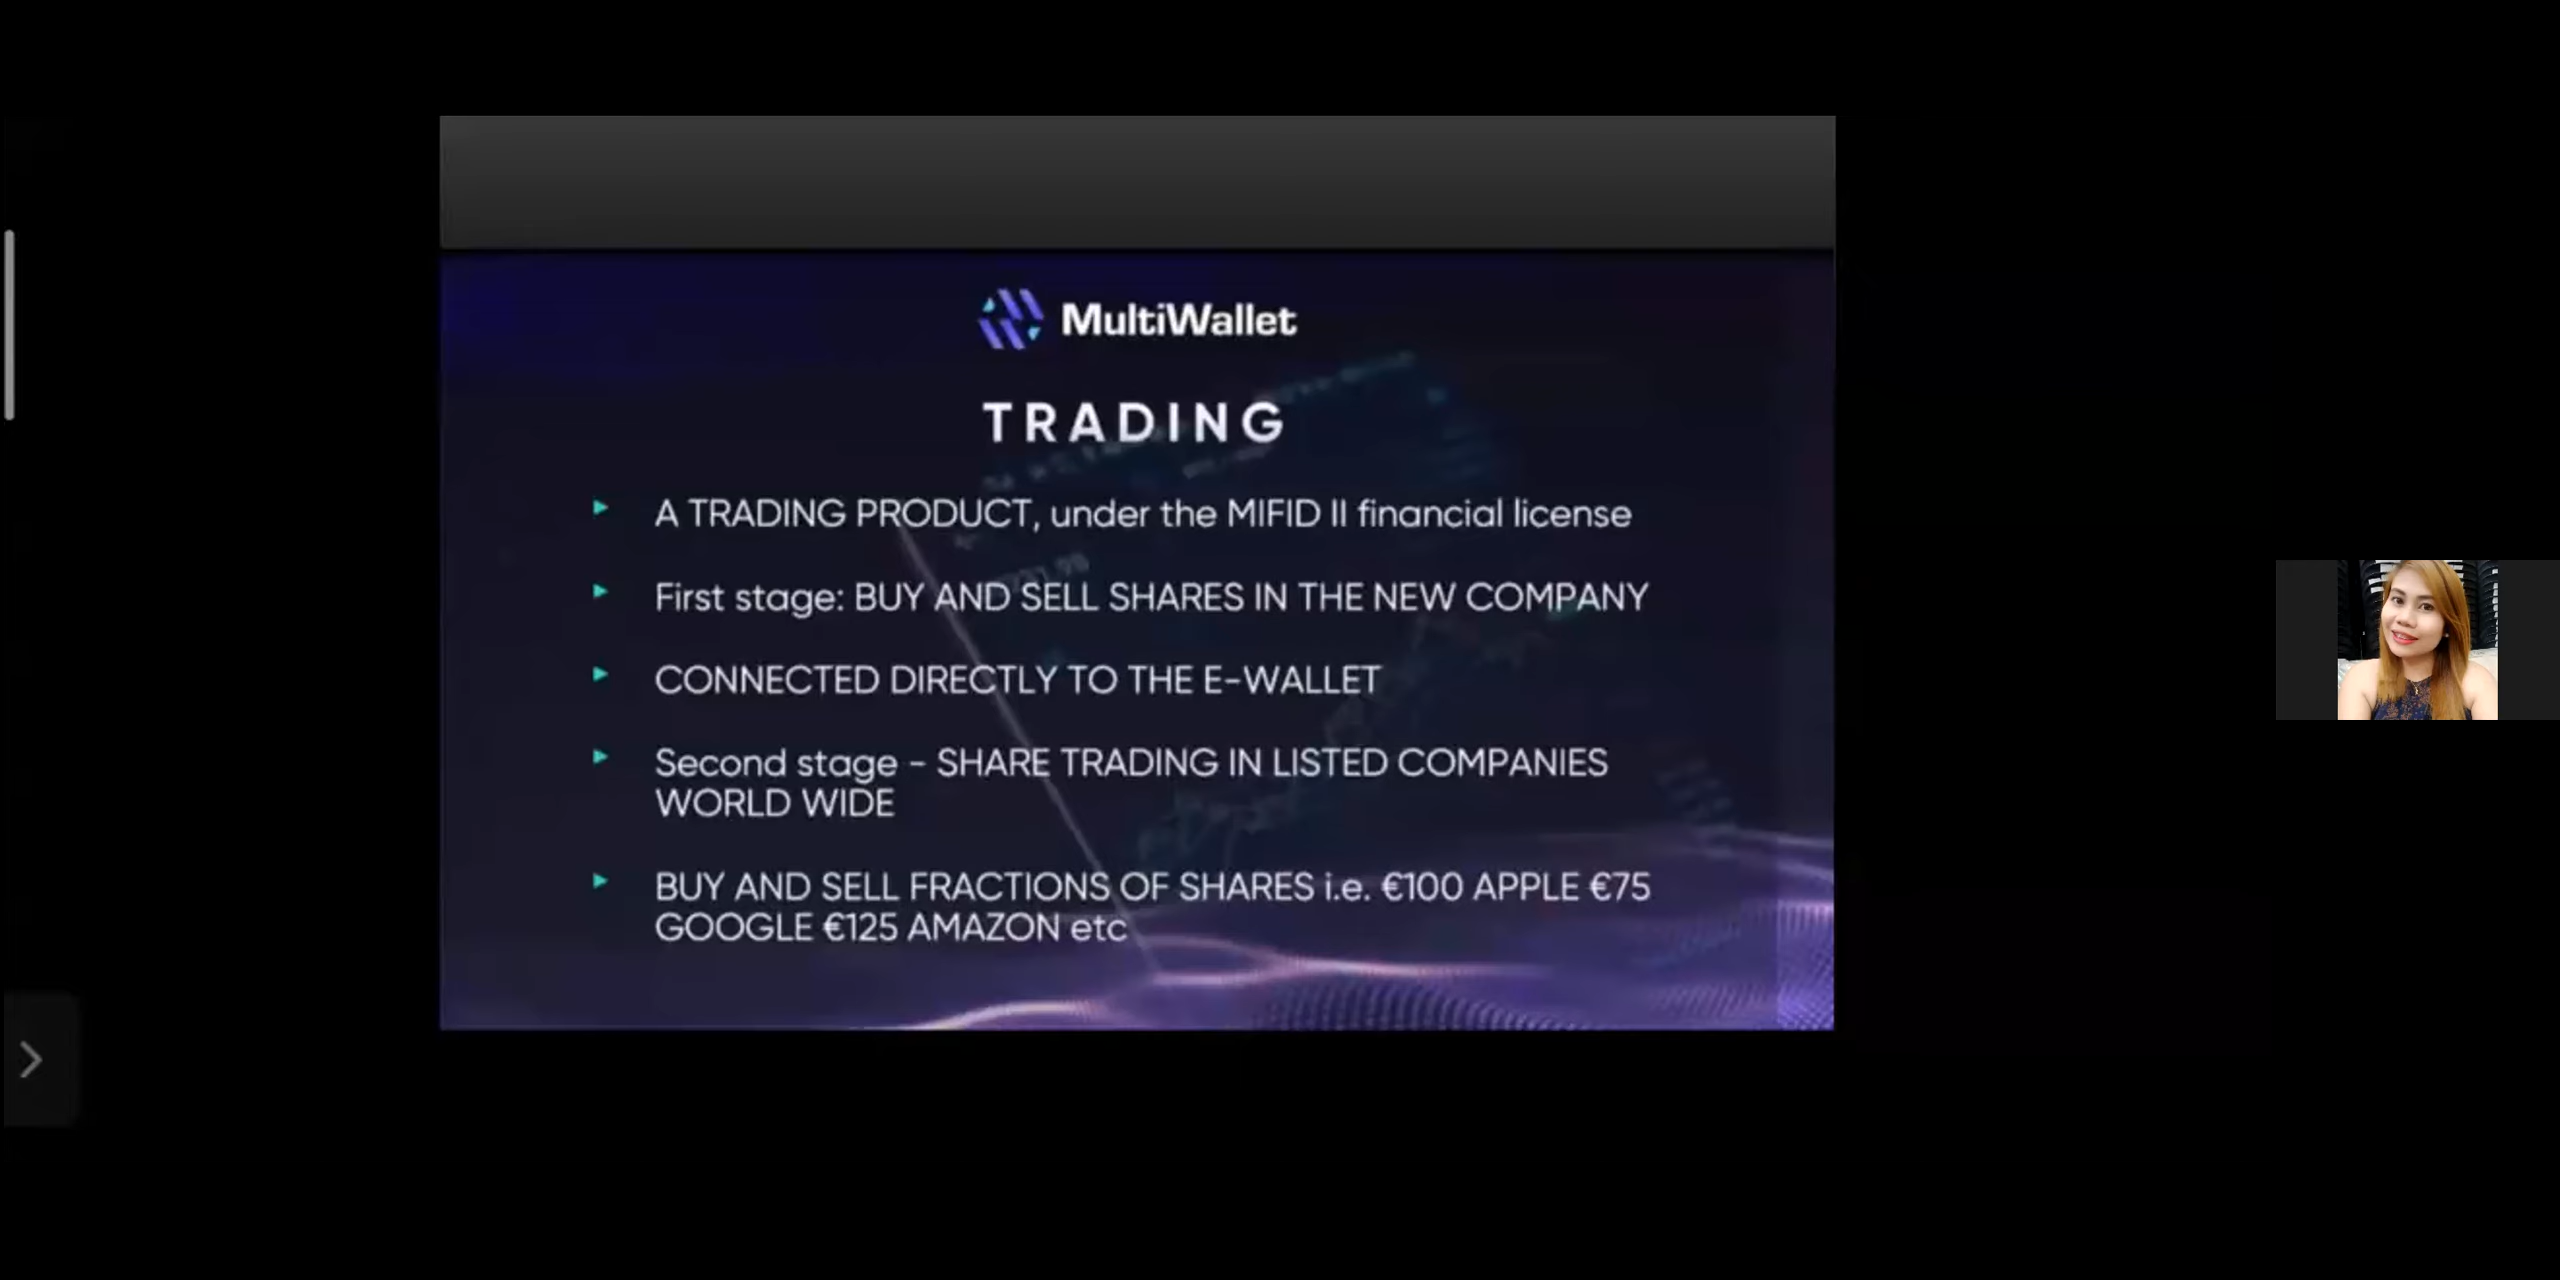 MultiWallet
TRADING
A TRADING PRODUCT, under the MIFID II financial license
First stage: BUY AND SELL SHARES IN THE NEW COMPANY
CONNECTED DIRECTLY TO THE E-WALLET
Second stage - SHARE TRADING IN LISTED COMPANIES
WORLD WIDE
BUY AND SELL FRACTIONS OF SHARES i.e. €100 APPLE €75
GOOGLE €125 AMAZON etc